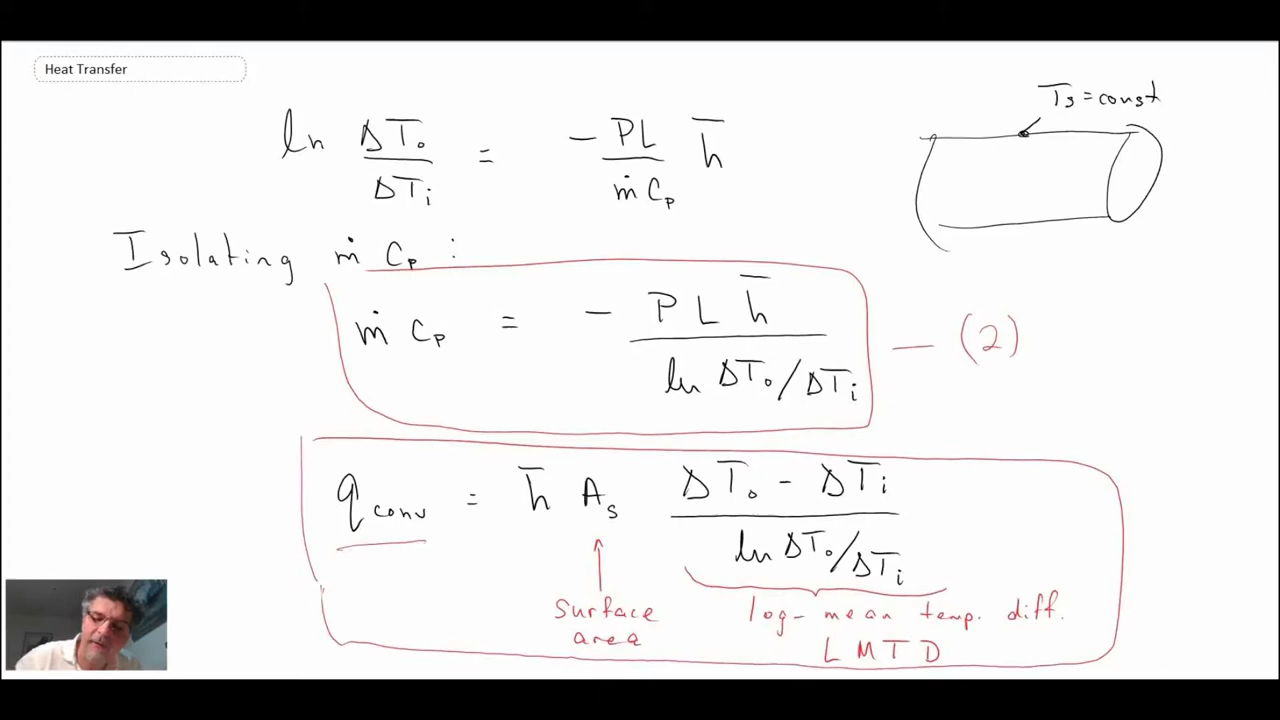 Heat Transfer
Ts = const
ln ΔTo/ΔTi = - PL/ṁ Cp h̄
Isolating ṁ Cp :
ṁ Cp = - P L h̄ / ln ΔTo/ΔTi — (2)
qconv = h̄ As ΔTo - ΔTi / ln ΔTo/ΔTi
Surface area
log-mean temp. diff.
LMTD